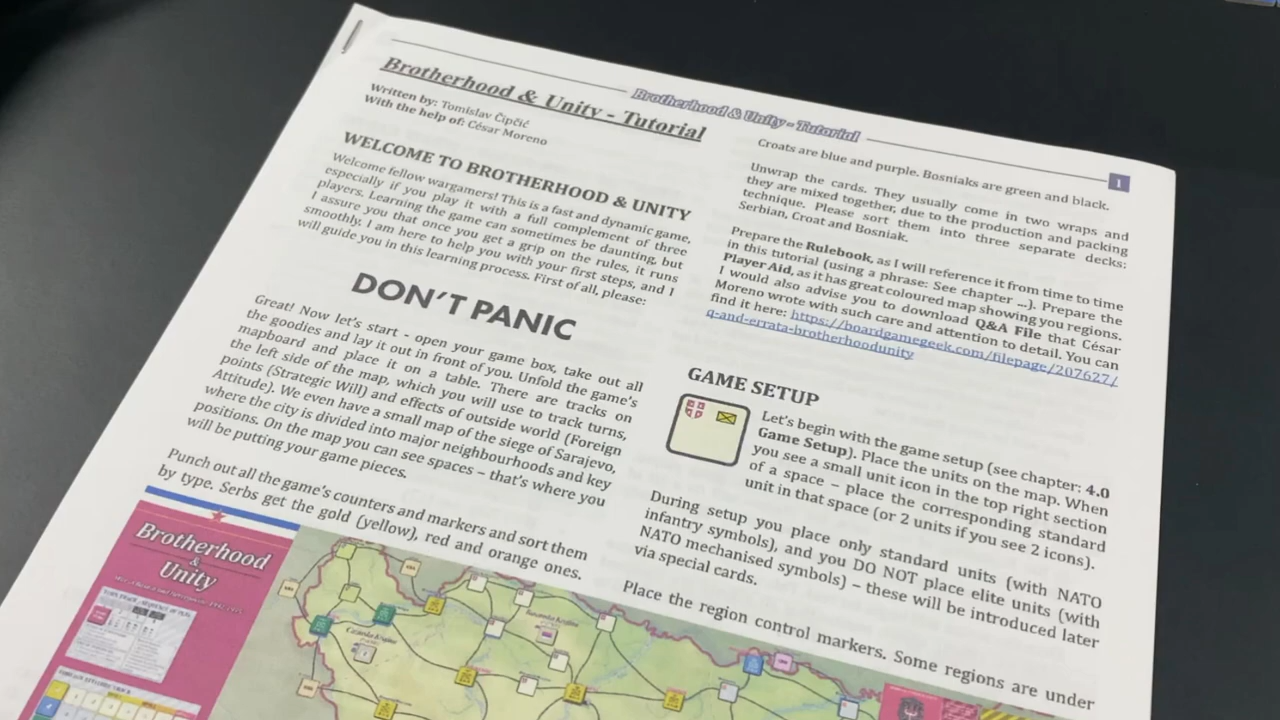 Brotherhood & Unity - Tutorial
1
Brotherhood & Unity - Tutorial
Written by: Tomislav Čipčić
With the help of: César Moreno
WELCOME TO BROTHERHOOD & UNITY
Welcome fellow wargamers! This is a fast and dynamic game,
especially if you play it with a full complement of three
players. Learning the game can sometimes be daunting, but
I assure you that once you get a grip on the rules, it runs
smoothly. I am here to help you with your first steps, and I
will guide you in this learning process. First of all, please:
DON'T PANIC
Great! Now let's start - open your game box, take out all
the goodies and lay it out in front of you. Unfold the game's
mapboard and place it on a table. There are tracks on
the left side of the map, which you will use to track turns,
points (Strategic Will) and effects of outside world (Foreign
Attitude). We even have a small map of the siege of Sarajevo,
where the city is divided into major neighbourhoods and key
positions. On the map you can see spaces – that's where you
will be putting your game pieces.
Punch out all the game's counters and markers and sort them
by type. Serbs get the gold (yellow), red and orange ones.
Brotherhood
&
Unity
Croats are blue and purple. Bosniaks are green and black.
Unwrap the cards. They usually come in two wraps and
they are mixed together, due to the production and packing
technique. Please sort them into three separate decks:
Serbian, Croat and Bosniak.
Prepare the Rulebook, as I will reference it from time to time
in this tutorial (using a phrase: See chapter ...). Prepare the
Player Aid, as it has great coloured map showing you regions.
I would also advise you to download Q&A File that César
Moreno wrote with such care and attention to detail. You can
find it here: https://boardgamegeek.com/filepage/207627/
q-and-errata-brotherhoodunity
GAME SETUP
Let's begin with the game setup (see chapter: 4.0
Game Setup). Place the units on the map. When
you see a small unit icon in the top right section
of a space – place the corresponding standard
unit in that space (or 2 units if you see 2 icons).
During setup you place only standard units (with NATO
infantry symbols), and you DO NOT place elite units (with
NATO mechanised symbols) – these will be introduced later
via special cards.
Place the region control markers. Some regions are under